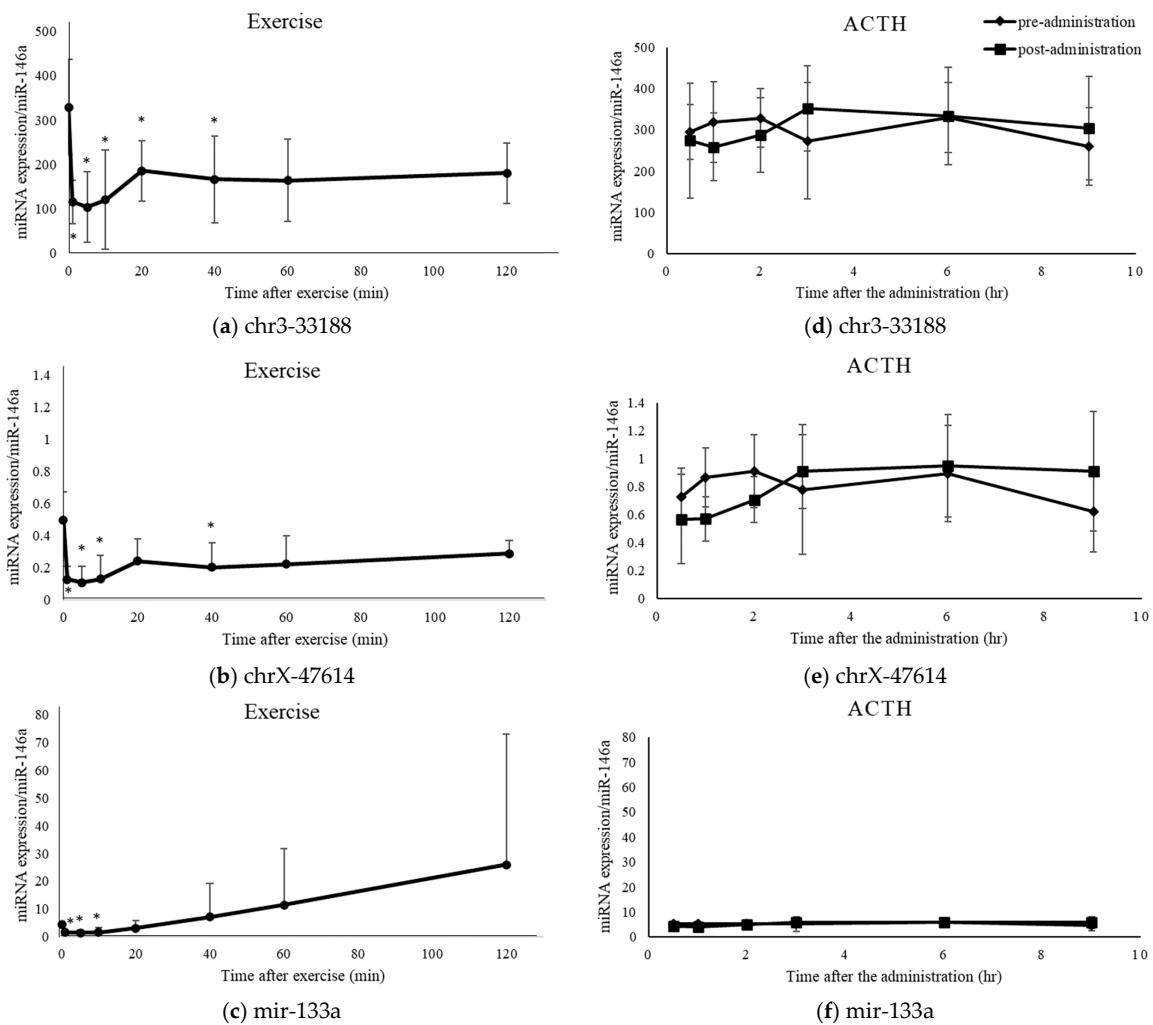 Exercise
miRNA expression/miR-146a
500
400
300
200
100
0
* * * * * *
0 20 40 60 80 100 120
Time after exercise (min)
(a) chr3-33188
ACTH
pre-administration
post-administration
miRNA expression/miR-146a
500
400
300
200
100
0
0 2 4 6 8 10
Time after the administration (hr)
(d) chr3-33188
Exercise
miRNA expression/miR-146a
1.4
1.2
1
0.8
0.6
0.4
0.2
0
* * * *
0 20 40 60 80 100 120
Time after exercise (min)
(b) chrX-47614
ACTH
miRNA expression/miR-146a
1.4
1.2
1
0.8
0.6
0.4
0.2
0
0 2 4 6 8 10
Time after the administration (hr)
(e) chrX-47614
Exercise
miRNA expression/miR-146a
80
70
60
50
40
30
20
10
0
* * *
0 20 40 60 80 100 120
Time after exercise (min)
(c) mir-133a
ACTH
miRNA expression/miR-146a
80
70
60
50
40
30
20
10
0
0 2 4 6 8 10
Time after the administration (hr)
(f) mir-133a